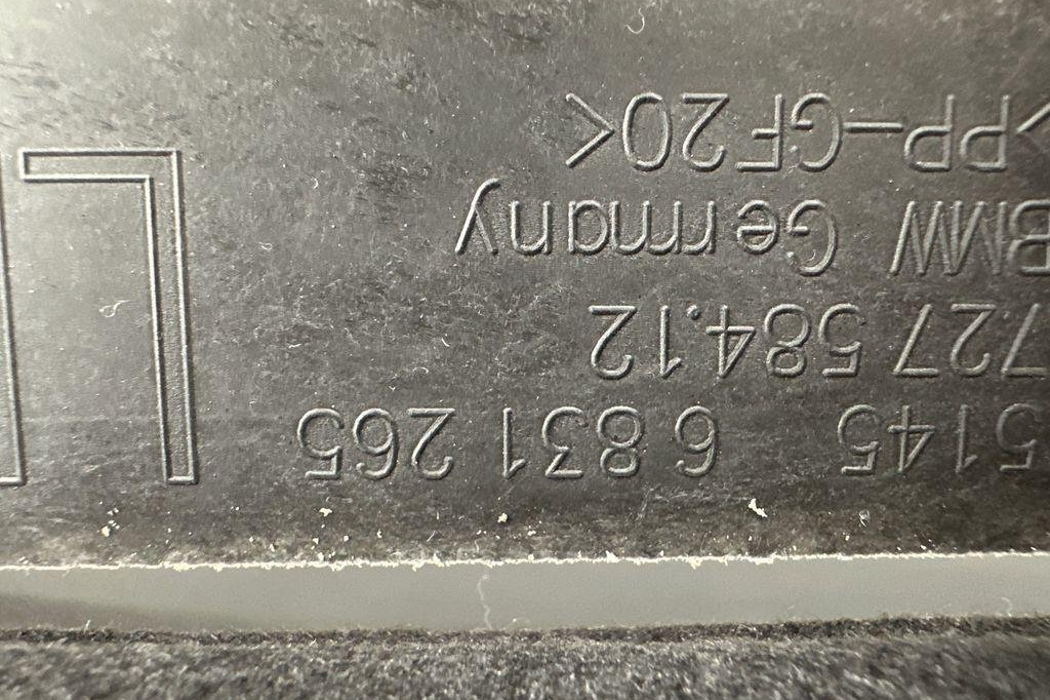 5145 6 831 265
727 584.12
BMW Germany
>PP-GF20<
L